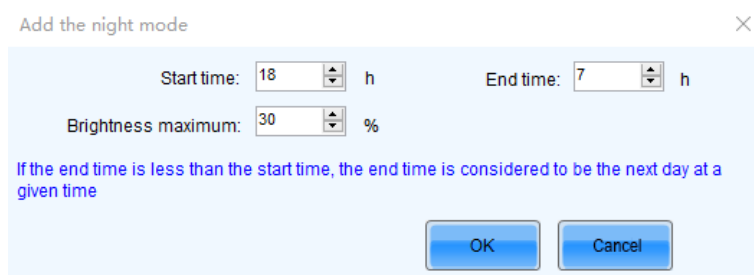 Add the night mode
Start time: 18 h End time: 7 h
Brightness maximum: 30 %
If the end time is less than the start time, the end time is considered to be the next day at a
given time
OK Cancel